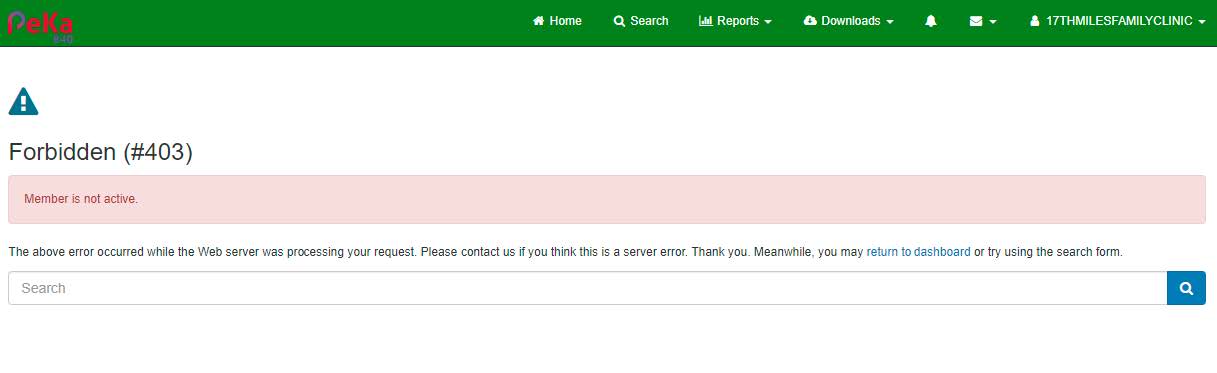 PeKa
B40
Home
Search
Reports
Downloads
17THMILESFAMILYCLINIC
Forbidden (#403)
Member is not active.
The above error occurred while the Web server was processing your request. Please contact us if you think this is a server error. Thank you. Meanwhile, you may return to dashboard or try using the search form.
Search